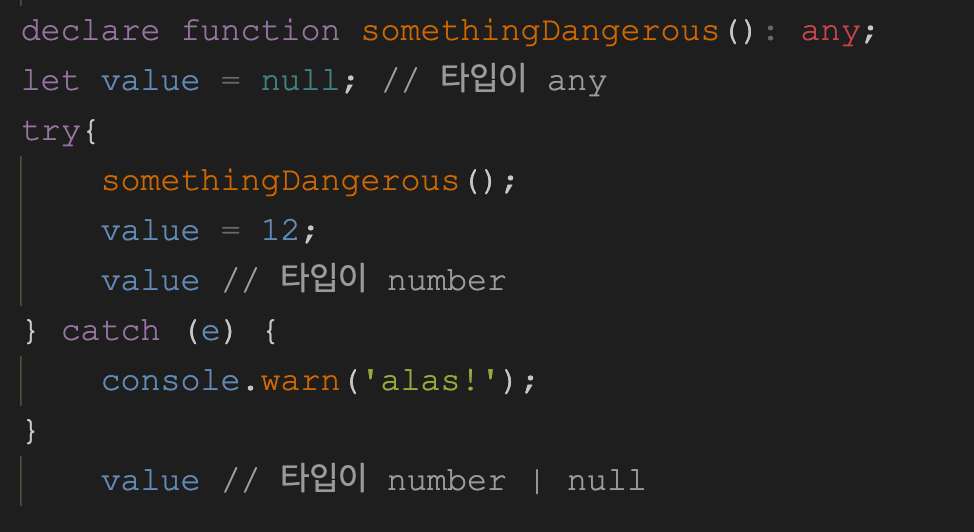 declare function somethingDangerous(): any;
let value = null; // 타입이 any
try{
    somethingDangerous();
    value = 12;
    value // 타입이 number
} catch (e) {
    console.warn('alas!');
}
    value // 타입이 number | null